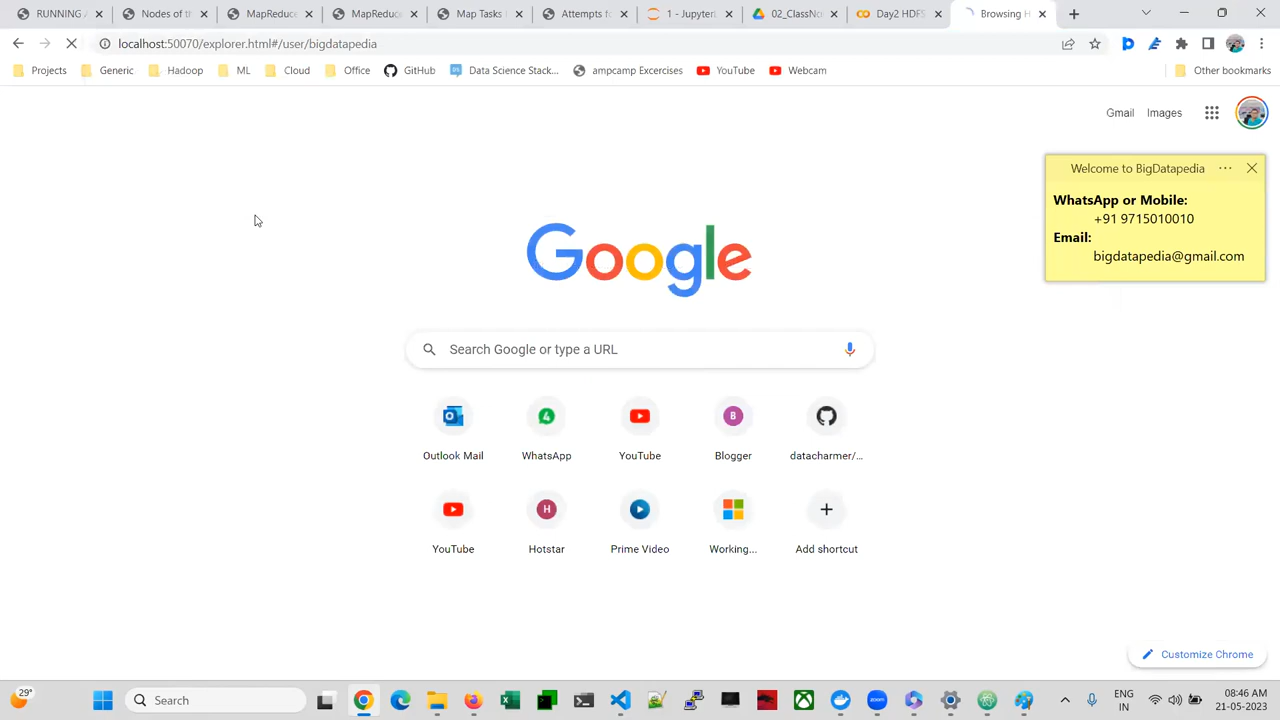 RUNNING A
Nodes of th
MapReduce
MapReduce
Map Tasks
Attempts fo
1 - JupyterL
02_ClassNo
Day2 HDFS
Browsing H
localhost:50070/explorer.html#/user/bigdatapedia
Projects
Generic
Hadoop
ML
Cloud
Office
GitHub
Data Science Stack...
ampcamp Excercises
YouTube
Webcam
Other bookmarks
Gmail
Images
Welcome to BigDatapedia
WhatsApp or Mobile:
+91 9715010010
Email:
bigdatapedia@gmail.com
Google
Search Google or type a URL
Outlook Mail
WhatsApp
YouTube
B
Blogger
datacharmer/...
YouTube
H
Hotstar
Prime Video
Working...
Add shortcut
Customize Chrome
29°
Search
ENG
IN
08:46 AM
21-05-2023